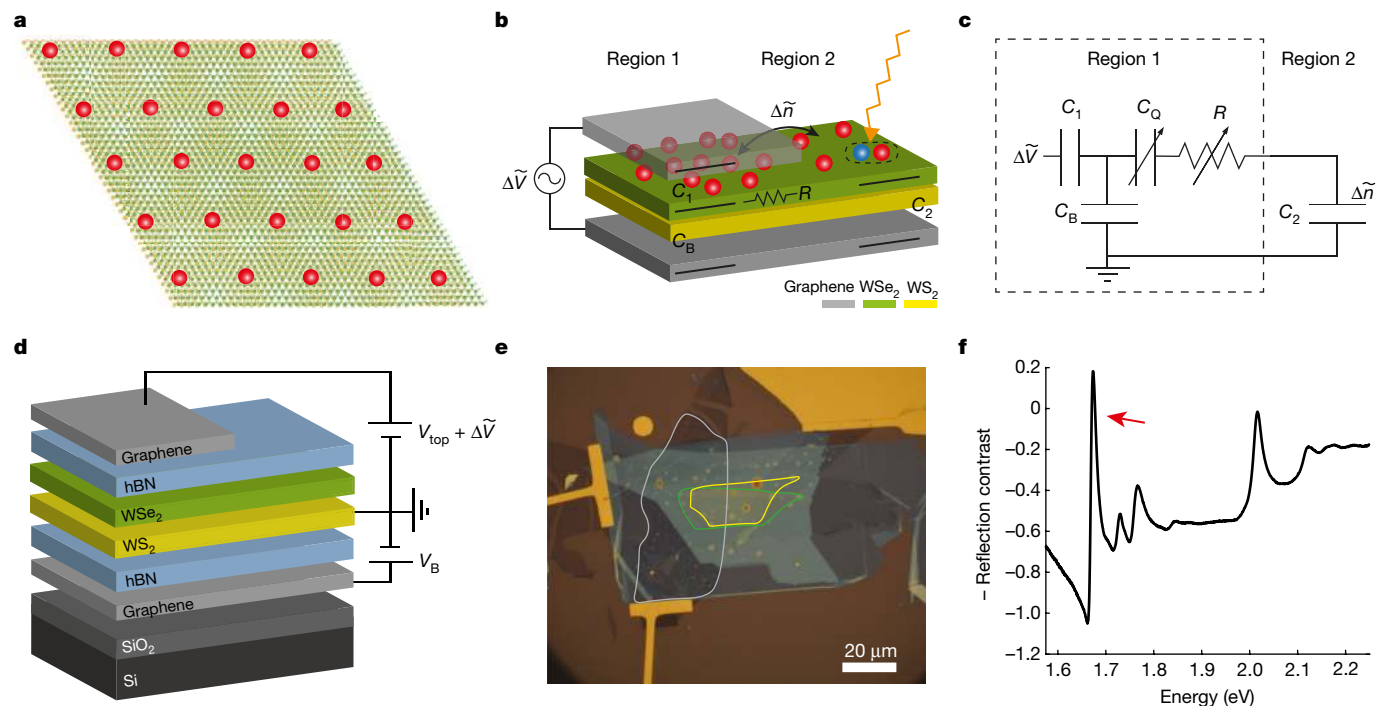 a
b
Region 1
Region 2
Δñ
ΔṼ
C1
R
C2
CB
Graphene WSe2 WS2
c
Region 1
Region 2
C1
CQ
R
ΔṼ
CB
C2
Δñ
d
Graphene
hBN
WSe2
WS2
hBN
Graphene
SiO2
Si
Vtop + ΔṼ
VB
e
20 μm
f
– Reflection contrast
0.2
0
–0.2
–0.4
–0.6
–0.8
–1.0
–1.2
1.6 1.7 1.8 1.9 2.0 2.1 2.2
Energy (eV)